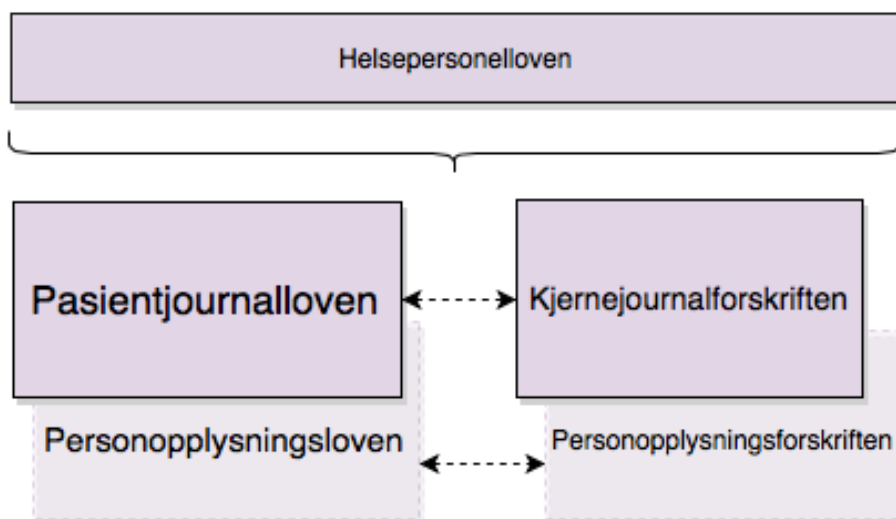 Helsepersonelloven
Pasientjournalloven
Kjernejournalforskriften
Personopplysningsloven
Personopplysningsforskriften